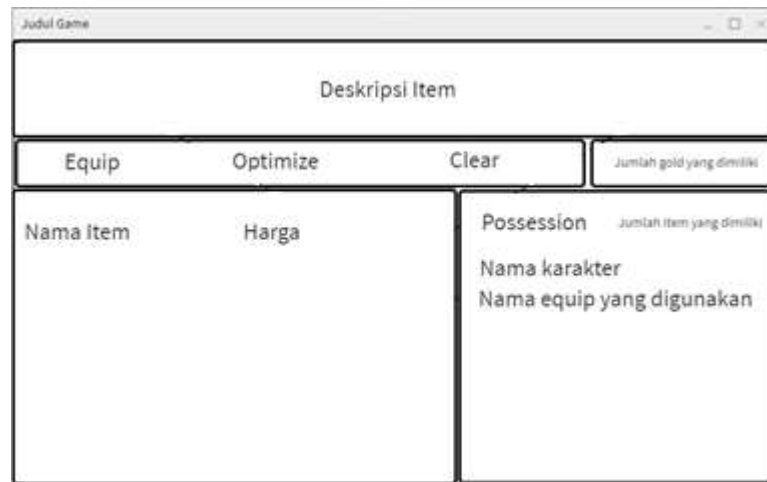 Judul Game
Deskripsi Item
Equip Optimize Clear
Jumlah gold yang dimiliki
Nama Item Harga
Possession Jumlah item yang dimiliki
Nama karakter
Nama equip yang digunakan